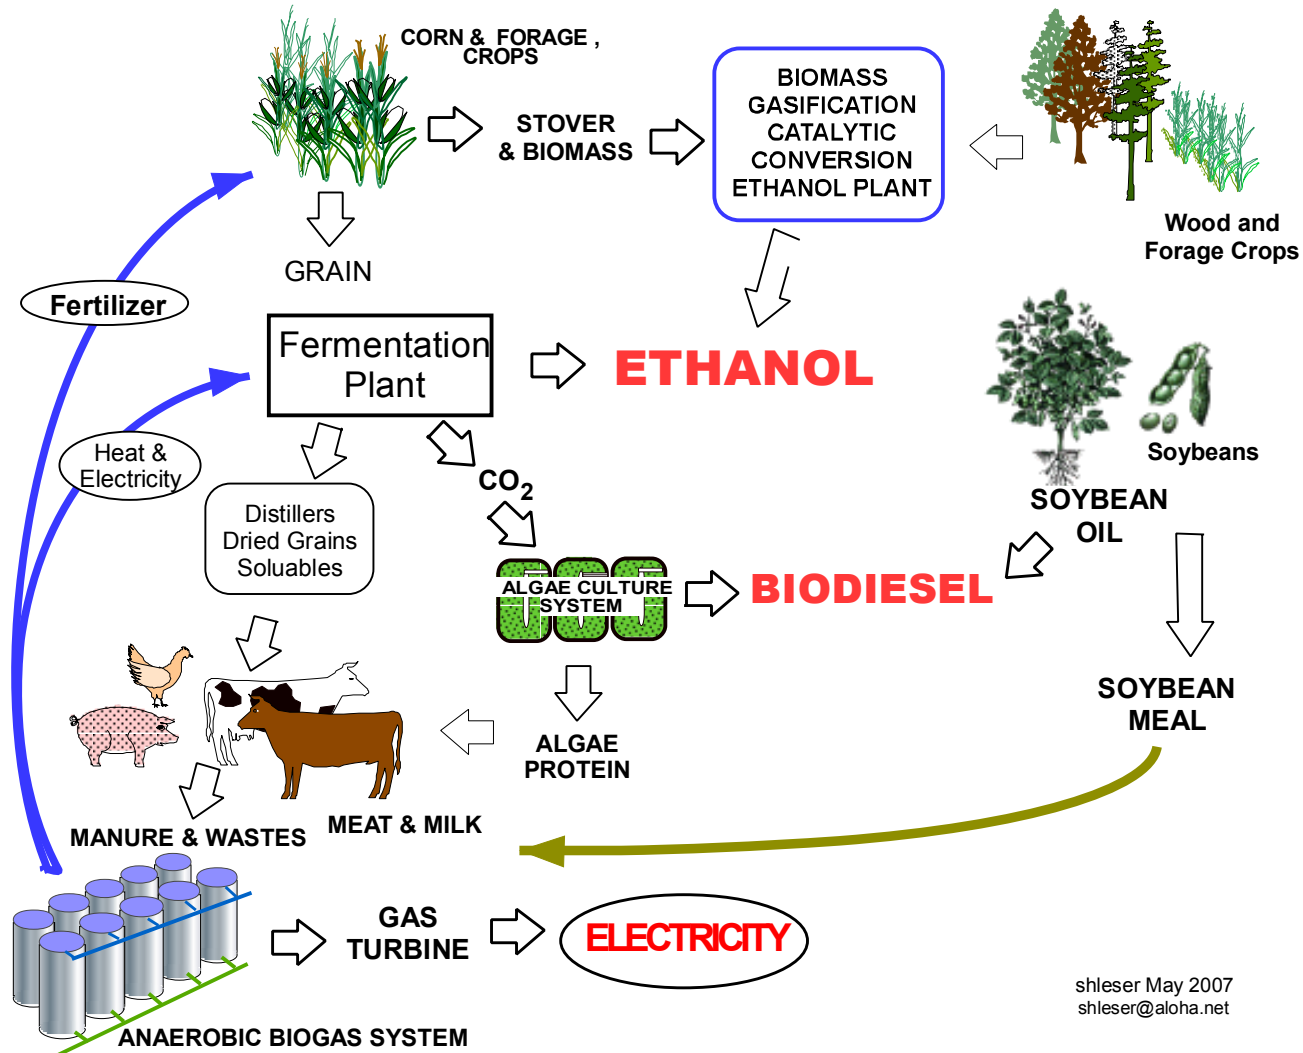 CORN & FORAGE ,
CROPS
STOVER
& BIOMASS
BIOMASS
GASIFICATION
CATALYTIC
CONVERSION
ETHANOL PLANT
Wood and
Forage Crops
GRAIN
Fertilizer
Fermentation
Plant
ETHANOL
Heat &
Electricity
CO2
Soybeans
SOYBEAN
OIL
Distillers
Dried Grains
Soluables
ALGAE CULTURE
SYSTEM
BIODIESEL
SOYBEAN
MEAL
ALGAE
PROTEIN
MEAT & MILK
MANURE & WASTES
GAS
TURBINE
ELECTRICITY
ANAEROBIC BIOGAS SYSTEM
shleser May 2007
shleser@aloha.net